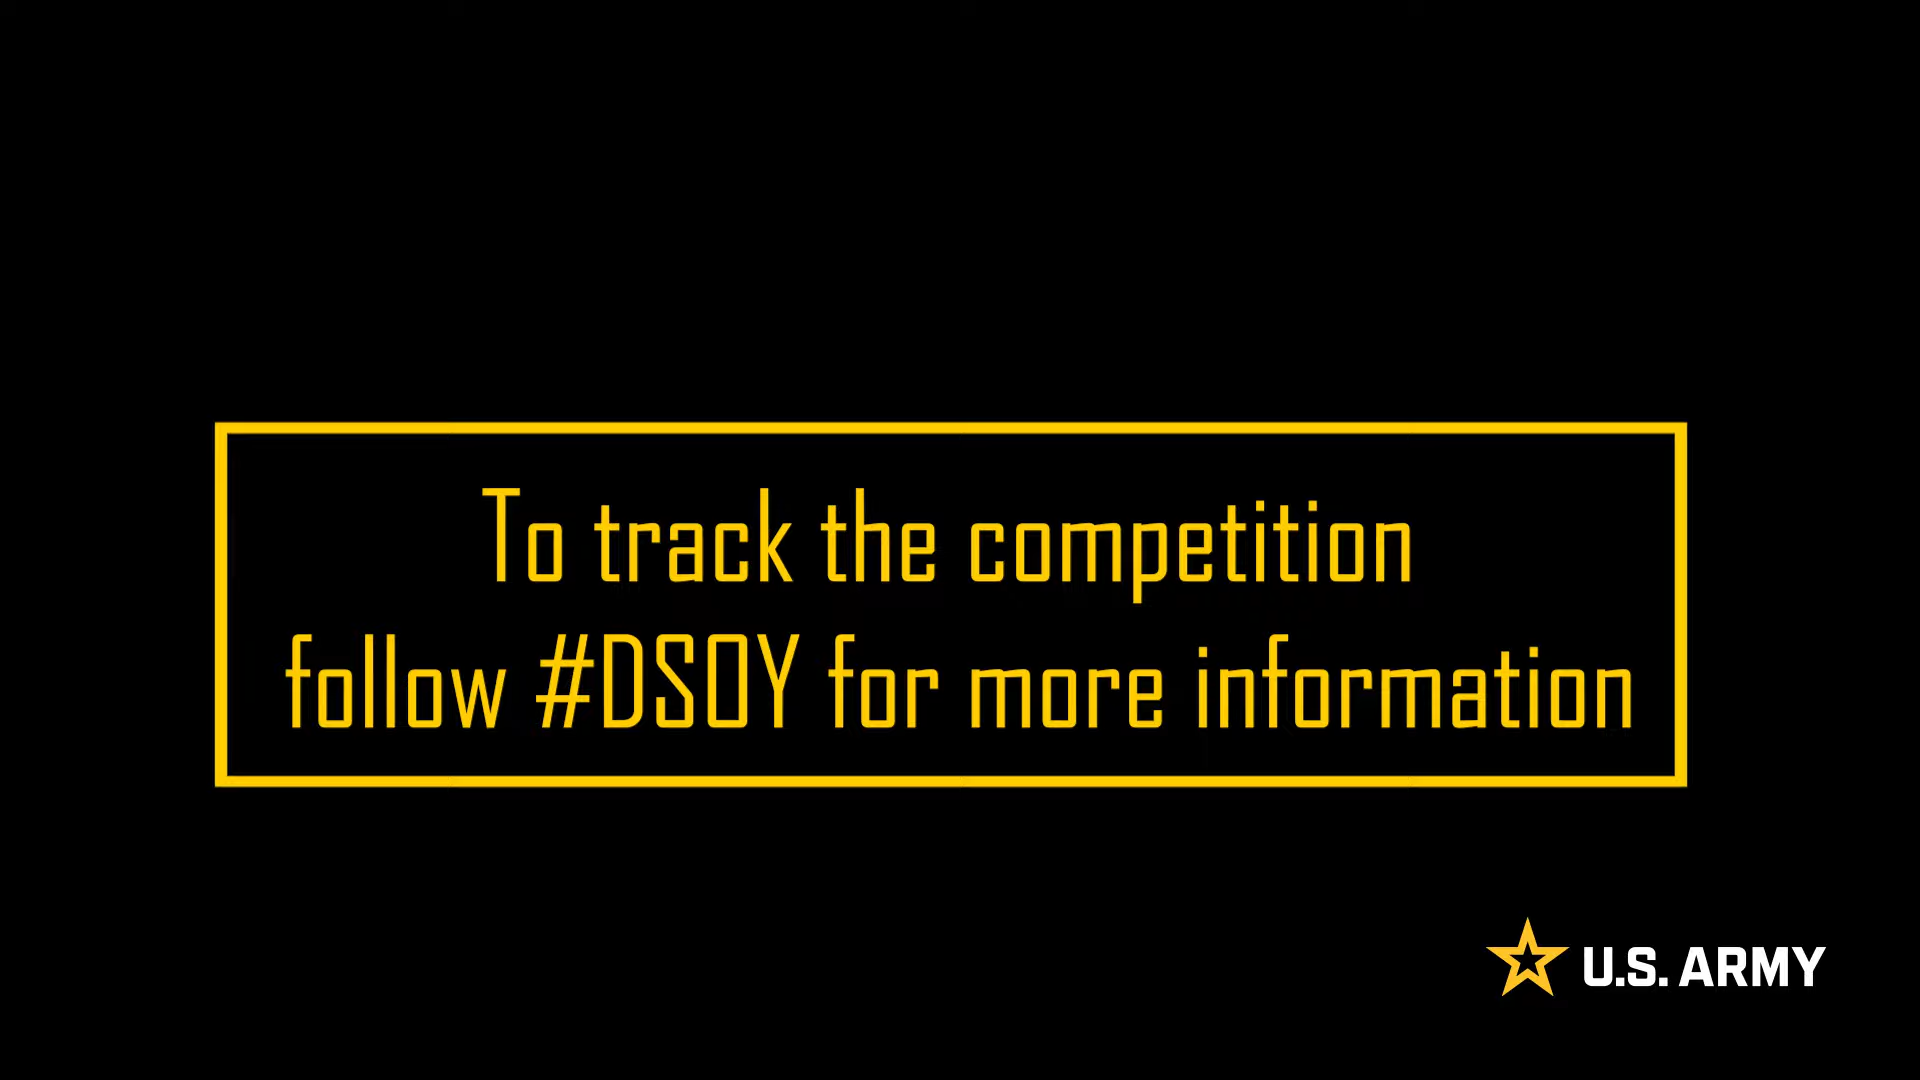 To track the competition
follow #DSOY for more information
U.S. ARMY